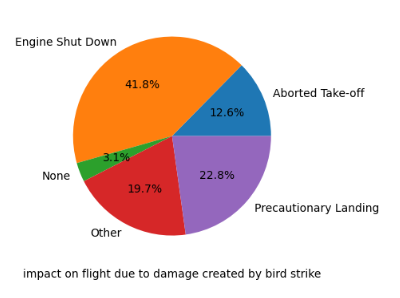 Engine Shut Down
41.8%
Aborted Take-off
12.6%
3.1%
None
22.8%
19.7%
Precautionary Landing
Other
impact on flight due to damage created by bird strike